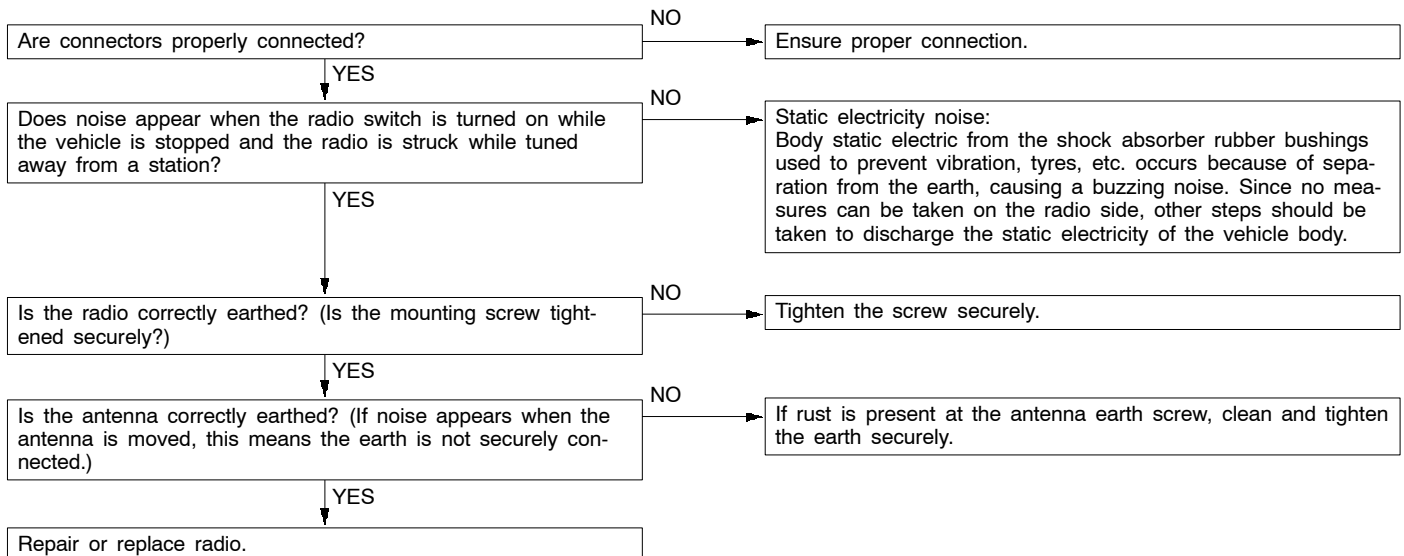 Are connectors properly connected?
NO
Ensure proper connection.
YES
Does noise appear when the radio switch is turned on while
the vehicle is stopped and the radio is struck while tuned
away from a station?
NO
Static electricity noise:
Body static electric from the shock absorber rubber bushings
used to prevent vibration, tyres, etc. occurs because of sepa-
ration from the earth, causing a buzzing noise. Since no mea-
sures can be taken on the radio side, other steps should be
taken to discharge the static electricity of the vehicle body.
YES
Is the radio correctly earthed? (Is the mounting screw tight-
ened securely?)
NO
Tighten the screw securely.
YES
Is the antenna correctly earthed? (If noise appears when the
antenna is moved, this means the earth is not securely con-
nected.)
NO
If rust is present at the antenna earth screw, clean and tighten
the earth securely.
YES
Repair or replace radio.